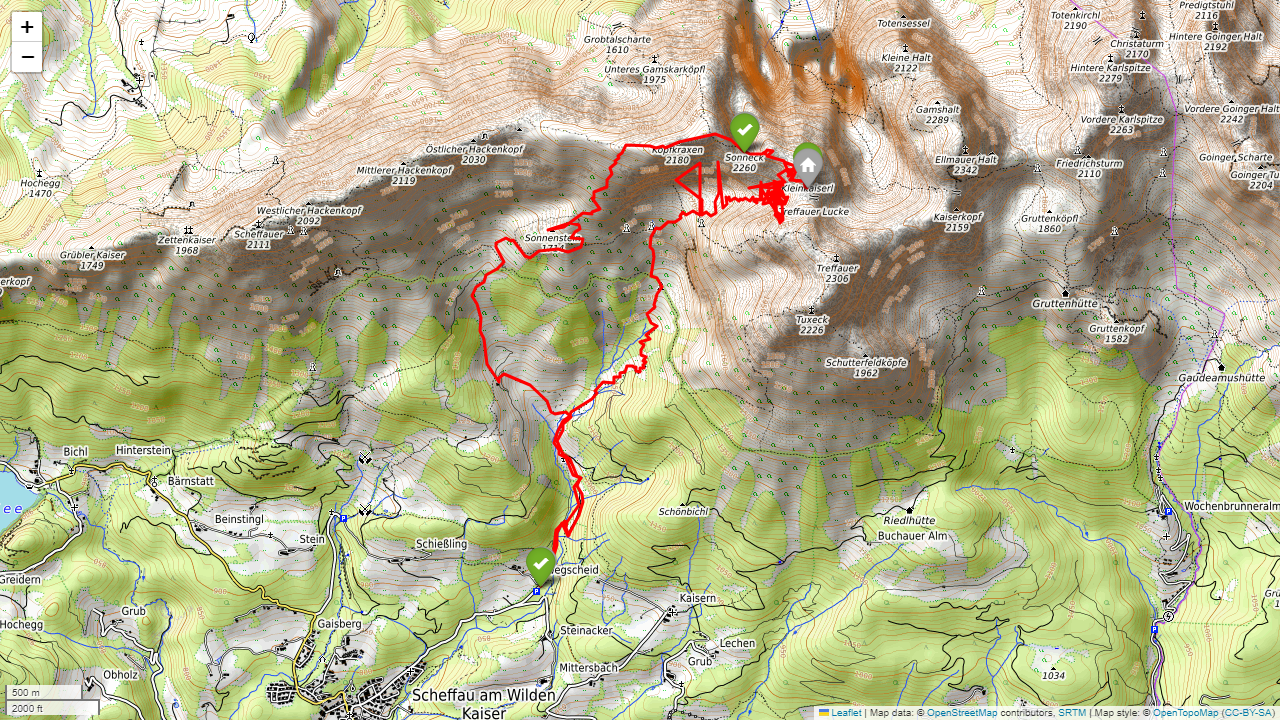 +
−
Totensessel
Grobtalscharte
1610
Unteres Gamskarköpfl
1975
Kleine Halt
2122
Totenkirchl
2190
Predigtstuhl
2116
Christaturm
2170
Hintere Goinger Halt
2192
Hintere Karlspitze
2279
Gamshalt
2289
Vordere Karlspitze
2263
Vordere Goinger Halt
2242
Östlicher Hackenkopf
2030
Kopfkraxen
2180
Sonneck
2260
Ellmauer Halt
2342
Friedrichsturm
2110
Goinger Scharte
Goinger Tu
2204
Mittlerer Hackenkopf
2119
Hochegg
1470
Kleinkaiserl
Treffauer Lucke
Westlicher Hackenkopf
2092
Kaiserkopf
2159
Gruttenköpfl
1860
Scheffauer
2111
Zettenkaiser
1968
Sonnenstein
1714
Grübler Kaiser
1749
Treffauer
2306
erkopf
Gruttenhütte
Tuxeck
2226
Gruttenkopf
1582
Schutterfeldköpfe
1962
Gaudeamushütte
Bichl
Hinterstein
Bärnstatt
e e
Beinstingl
Stein
Schießling
Schönbichl
Riedlhütte
Buchauer Alm
Wochenbrunneralm
Greidern
egscheid
Grub
Hochegg
Gaisberg
Kaisern
Steinacker
Lechen
Grub
Mittersbach
Obholz
1034
Scheffau am Wilden
Kaiser
500 m
2000 ft
Leaflet | Map data: © OpenStreetMap contributors, SRTM | Map style: © OpenTopoMap (CC-BY-SA)